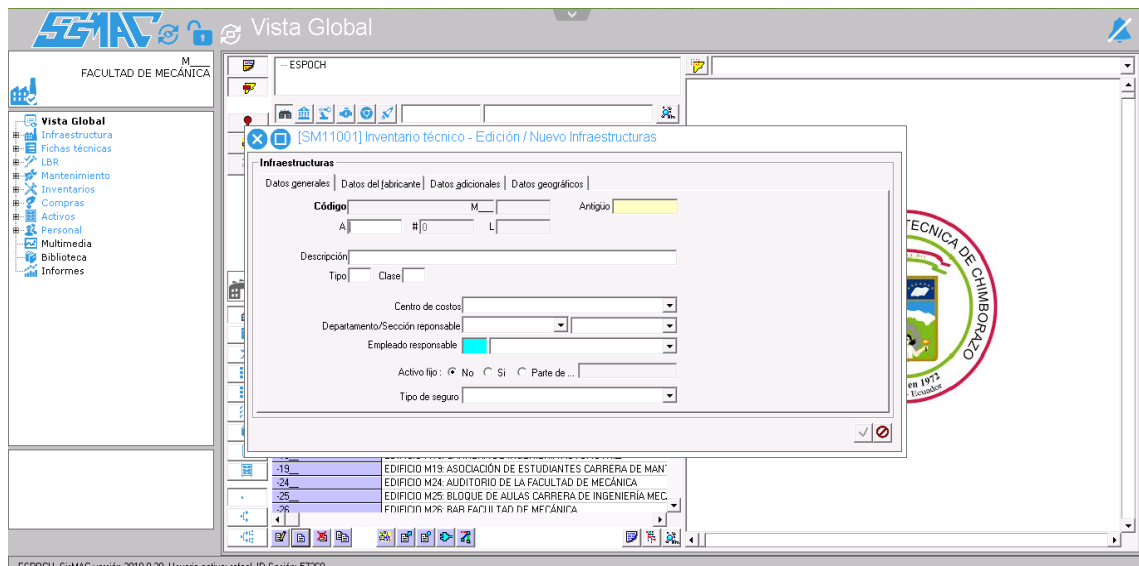 SisMAC
Vista Global
M___
FACULTAD DE MECÁNICA
Vista Global
Infraestructura
Fichas técnicas
LBR
Mantenimiento
Inventarios
Compras
Activos
Personal
Multimedia
Biblioteca
Informes
-- ESPOCH
[SM11001] Inventario técnico - Edición / Nuevo Infraestructuras
Infraestructuras
Datos generales Datos del fabricante Datos adicionales Datos geográficos
Código M___ Antigüo
A # 0 L
Descripción
Tipo Clase
Centro de costos
Departamento/Sección reponsable
Empleado responsable
Activo fijo : No Si Parte de ...
Tipo de seguro
-19__ EDIFICIO M19: ASOCIACIÓN DE ESTUDIANTES CARRERA DE MAN
-24__ EDIFICIO M24: AUDITORIO DE LA FACULTAD DE MECÁNICA
-25__ EDIFICIO M25: BLOQUE DE AULAS CARRERA DE INGENIERÍA MEC
-26 EDIFICIO M26: BAR FACULTAD DE MECÁNICA
TECNICA DE CHIMBORAZO
en 1972
Ecuador